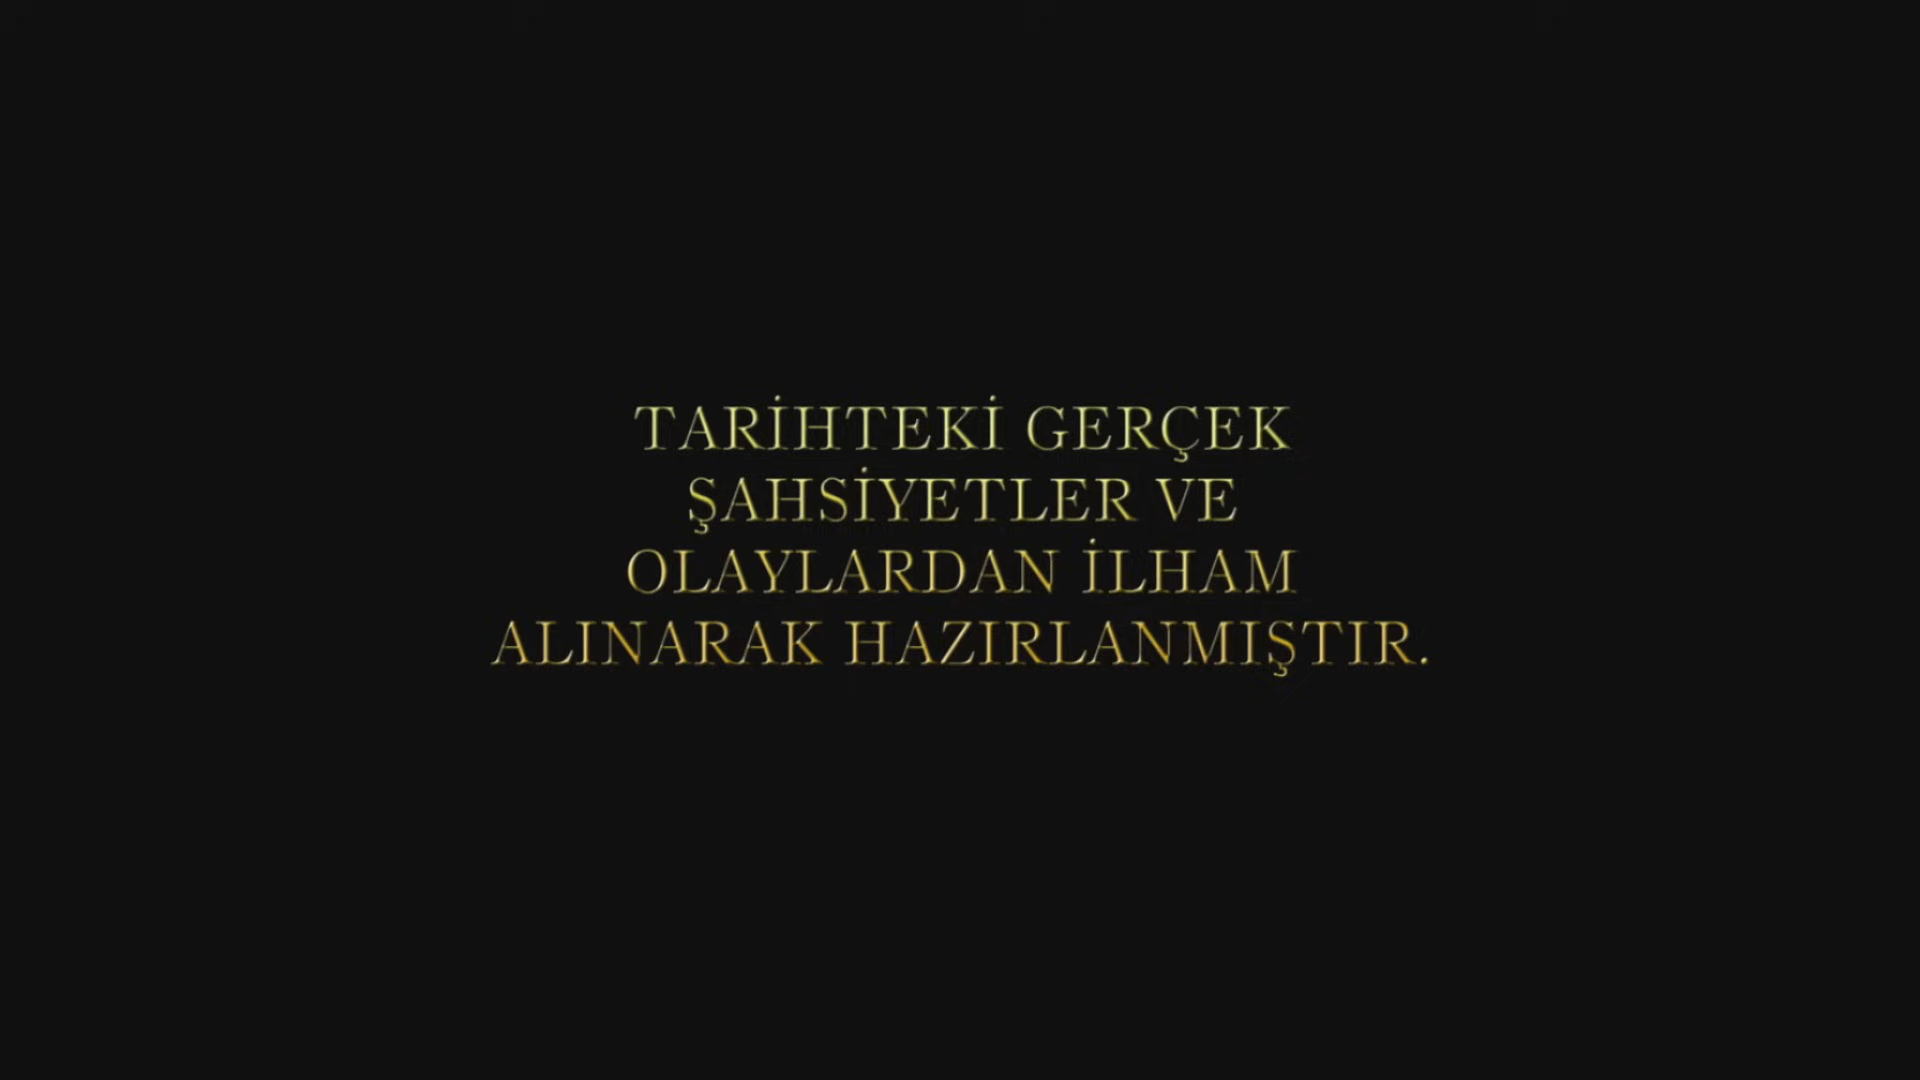 TARİHTEKİ GERÇEK
ŞAHSİYETLER VE
OLAYLARDAN İLHAM
ALINARAK HAZIRLANMIŞTIR.